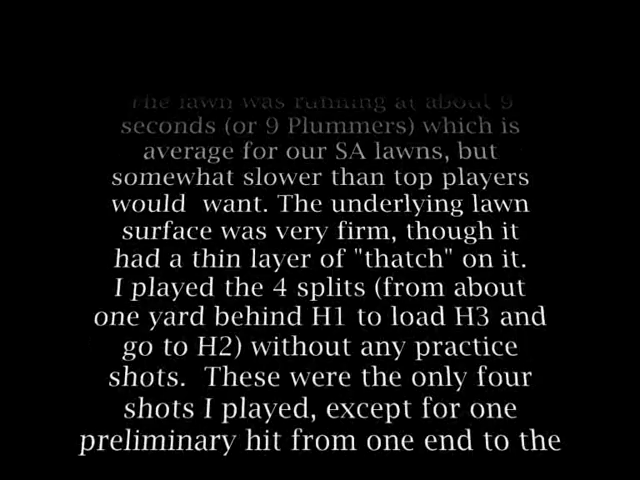 The lawn was running at about 9
seconds (or 9 Plummers) which is
average for our SA lawns, but
somewhat slower than top players
would want. The underlying lawn
surface was very firm, though it
had a thin layer of "thatch" on it.
I played the 4 splits (from about
one yard behind H1 to load H3 and
go to H2) without any practice
shots. These were the only four
shots I played, except for one
preliminary hit from one end to the